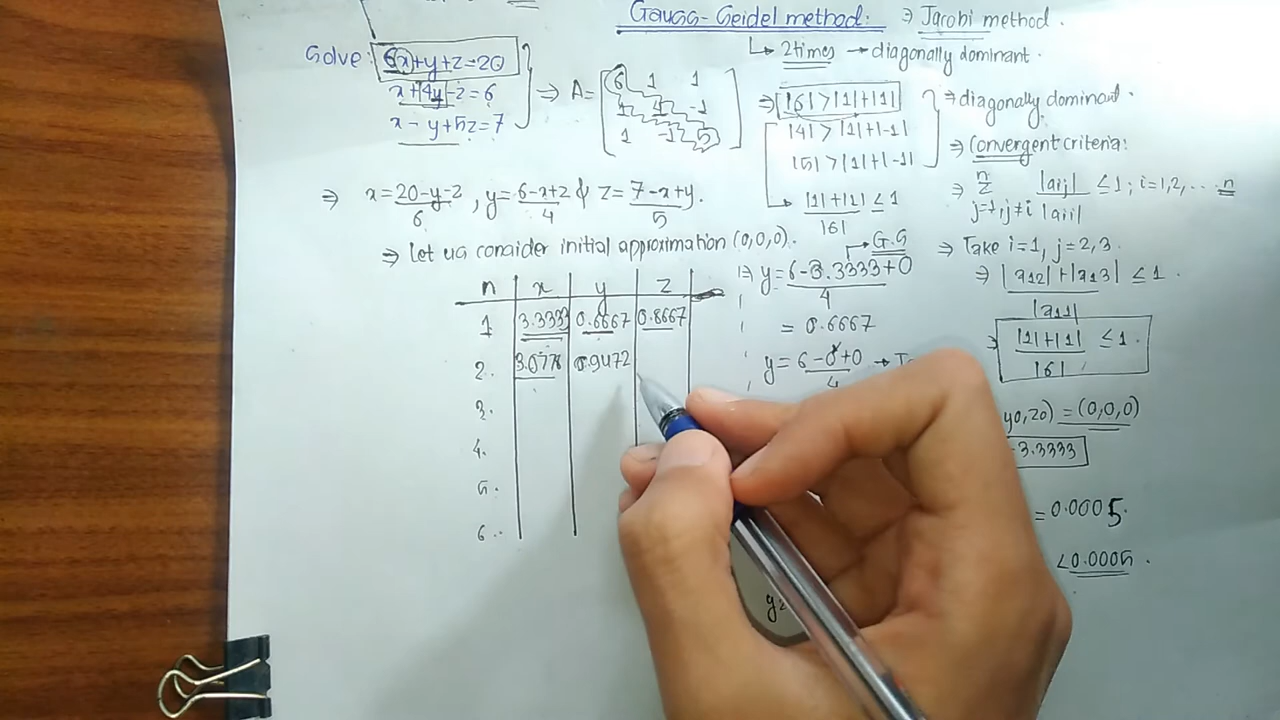 Gauss-Seidel method: ⇒ Jacobi method.
↳ 2times → diagonally dominant.
Solve: 6x+y+z=20
x+4y-z=6
x-y+5z=7
⇒ A= [6 1 1
1 4 -1
1 -1 5]
⇒ |6|>|1|+|1|
|4|>|1|+|-1|
|5|>|1|+|-1|
⇒ diagonally dominant.
|1|+|1| ≤ 1
|6|
⇒ Convergent criteria:
⇒ n Σ j=1, j≠i |aij| / |aii| ≤ 1; i=1,2,... n
⇒ x=20-y-z/6, y=6-x+z/4 & z=7-x+y/5.
⇒ Let us consider initial approximation (0,0,0).
⇒ Take i=1, j=2,3.
⇒ |a12|+|a13| ≤ 1.
|a11|
⇒ |1|+|1| ≤ 1.
|6|
n x y z
1 3.3333 0.6667 0.8667
2. 3.0778 0.9472
3.
4.
5.
6.
→ G.S
⇒ y=6-3.3333+0
4
= 0.6667
y=6-0+0 →
4
y0,z0) = (0,0,0)
3.3333
=0.0005
<0.0005.